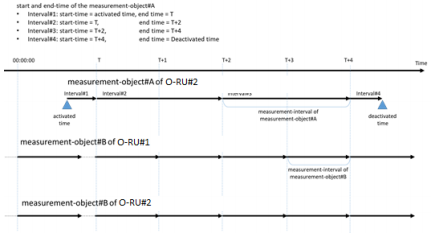 start and end-time of the measurement-object#A
• Interval#1: start-time = activated time, end time = T
• Interval#2: start-time = T, end time = T+2
• Interval#3: start-time = T+2, end time = T+4
• Interval#4: start-time = T+4, end time = Deactivated time
00:00:00 T T+1 T+2 T+3 T+4 Time
measurement-object#A of O-RU#2
Interval#1 Interval#2 Interval#4
activated time
measurement-interval of
measurement-object#A
deactivated
time
measurement-object#B of O-RU#1
measurement-interval of
measurement-object#B
measurement-object#B of O-RU#2